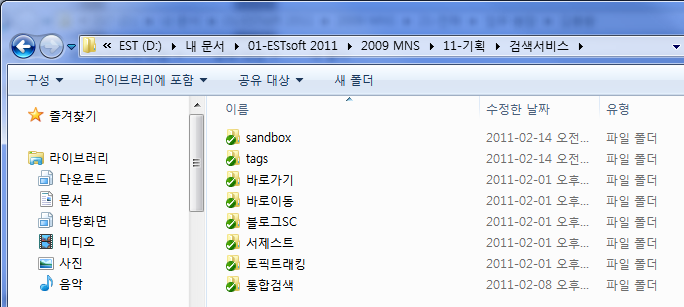 EST (D:) ▸ 내 문서 ▸ 01-ESTsoft 2011 ▸ 2009 MNS ▸ 11-기획 ▸ 검색서비스 ▸
구성 라이브러리에 포함 공유 대상 새 폴더
즐겨찾기
라이브러리
다운로드
문서
바탕화면
비디오
사진
음악
이름 수정한 날짜 유형
sandbox 2011-02-14 오전... 파일 폴더
tags 2011-02-14 오전... 파일 폴더
바로가기 2011-02-01 오후... 파일 폴더
바로이동 2011-02-01 오후... 파일 폴더
블로그SC 2011-02-01 오후... 파일 폴더
서제스트 2011-02-01 오후... 파일 폴더
토픽트래킹 2011-02-01 오후... 파일 폴더
통합검색 2011-02-08 오후... 파일 폴더